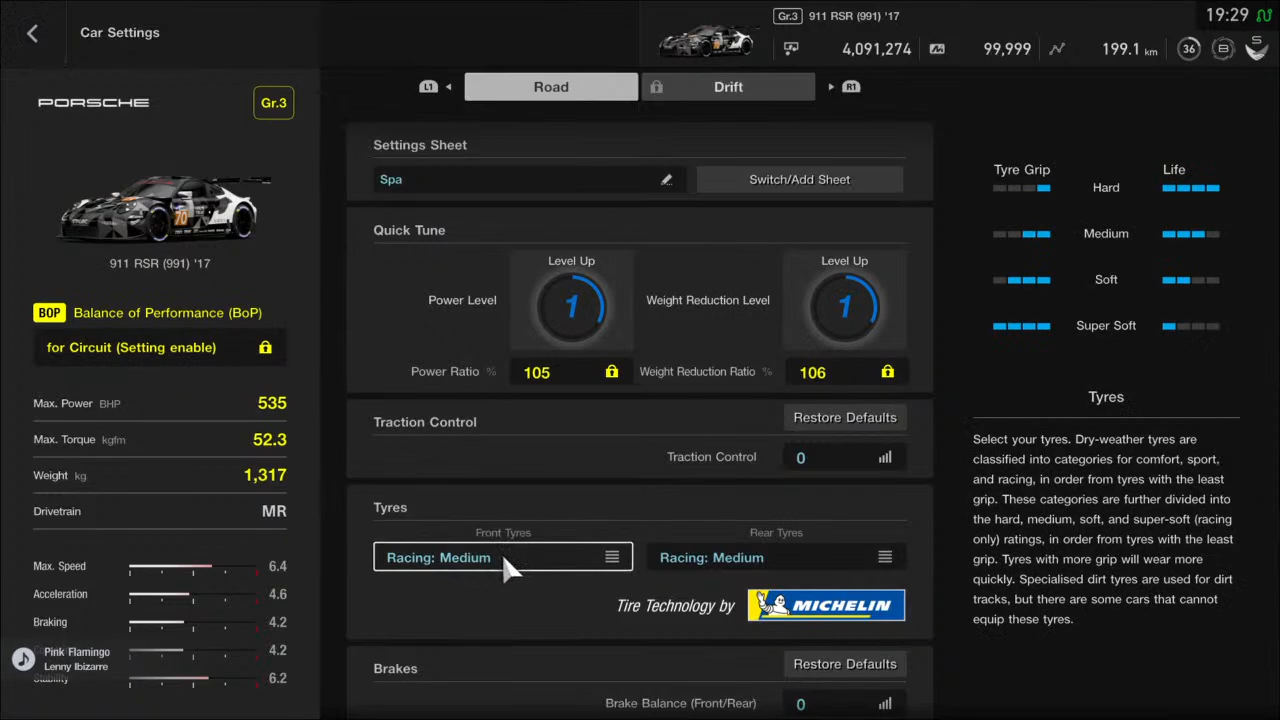 Car Settings
Gr.3 911 RSR (991) '17
19:29
4,091,274 99,999 199.1 km 36 B S
L1 Road Drift R1
PORSCHE
Gr.3
70
911 RSR (991) '17
BOP Balance of Performance (BoP)
for Circuit (Setting enable)
Max. Power BHP 535
Max. Torque kgfm 52.3
Weight kg 1,317
Drivetrain MR
Max. Speed 6.4
Acceleration 4.6
Braking 4.2
4.2
Stability 6.2
Pink Flamingo
Lenny Ibizarre
Settings Sheet
Spa Switch/Add Sheet
Quick Tune
Level Up Level Up
Power Level 1 Weight Reduction Level 1
Power Ratio % 105 Weight Reduction Ratio % 106
Traction Control Restore Defaults
Traction Control 0
Tyres
Front Tyres Rear Tyres
Racing: Medium Racing: Medium
Tire Technology by MICHELIN
Brakes Restore Defaults
Brake Balance (Front/Rear) 0
Tyre Grip Life
Hard
Medium
Soft
Super Soft
Tyres
Select your tyres. Dry-weather tyres are
classified into categories for comfort, sport,
and racing, in order from tyres with the least
grip. These categories are further divided into
the hard, medium, soft, and super-soft (racing
only) ratings, in order from tyres with the least
grip. Tyres with more grip will wear more
quickly. Specialised dirt tyres are used for dirt
tracks, but there are some cars that cannot
equip these tyres.